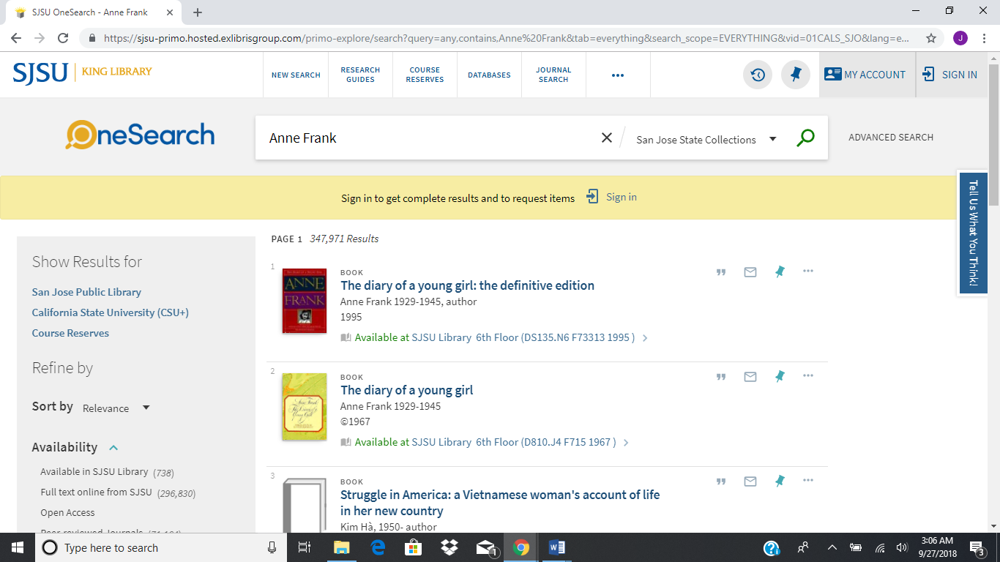 SJSU OneSearch - Anne Frank
https://sjsu-primo.hosted.exlibrisgroup.com/primo-explore/search?query=any,contains,Anne%20Frank&tab=everything&search_scope=EVERYTHING&vid=01CALS_SJO&lang=e...
J
SJSU KING LIBRARY
NEW SEARCH
RESEARCH GUIDES
COURSE RESERVES
DATABASES
JOURNAL SEARCH
MY ACCOUNT
SIGN IN
OneSearch
Anne Frank
San Jose State Collections
ADVANCED SEARCH
Sign in to get complete results and to request items Sign in
Tell Us What You Think!
Show Results for
San Jose Public Library
California State University (CSU+)
Course Reserves
Refine by
Sort by Relevance
Availability
Available in SJSU Library (738)
Full text online from SJSU (296,830)
Open Access
PAGE 1 347,971 Results
1
ANNE
FRANK
BOOK
The diary of a young girl: the definitive edition
Anne Frank 1929-1945, author
1995
Available at SJSU Library 6th Floor (DS135.N6 F73313 1995 )
2
BOOK
The diary of a young girl
Anne Frank 1929-1945
©1967
Available at SJSU Library 6th Floor (D810.J4 F715 1967 )
3
BOOK
Struggle in America: a Vietnamese woman's account of life
in her new country
Kim Hà, 1950- author
Type here to search
1
3:06 AM
9/27/2018
3